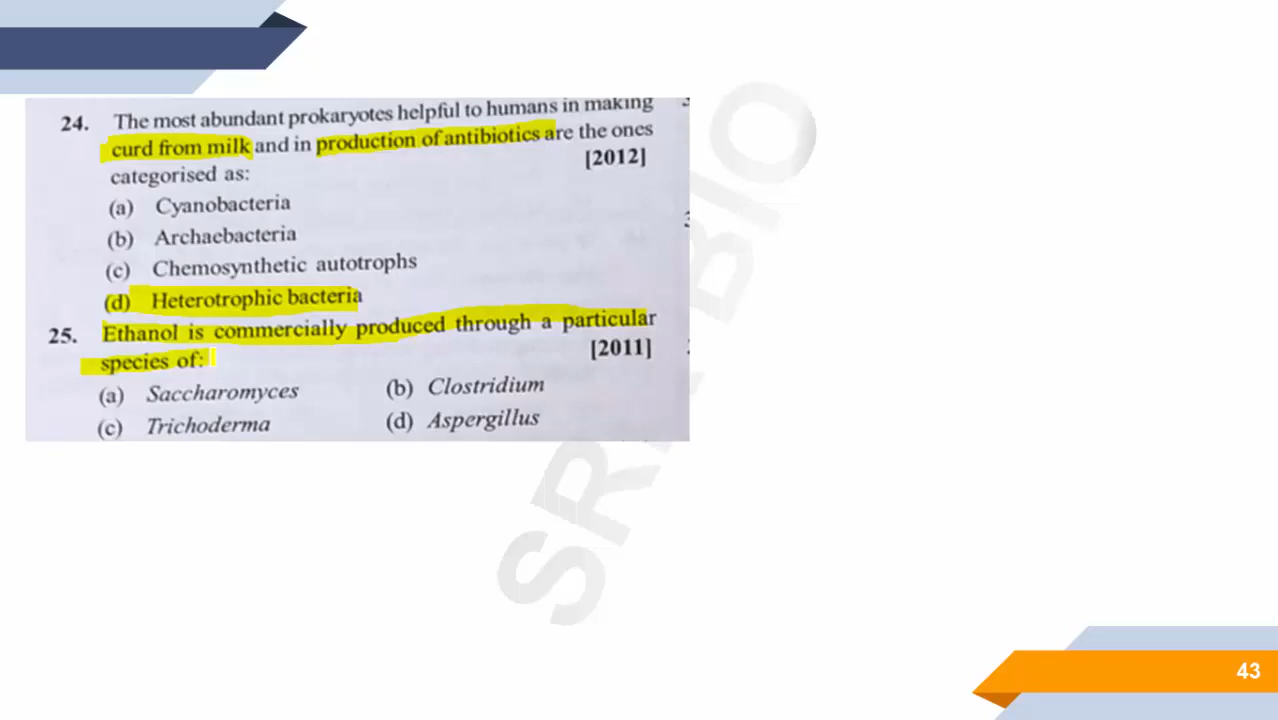 24. The most abundant prokaryotes helpful to humans in making
curd from milk and in production of antibiotics are the ones
categorised as: [2012]
(a) Cyanobacteria
(b) Archaebacteria
(c) Chemosynthetic autotrophs
(d) Heterotrophic bacteria
25. Ethanol is commercially produced through a particular
species of: [2011]
(a) Saccharomyces (b) Clostridium
(c) Trichoderma (d) Aspergillus
43